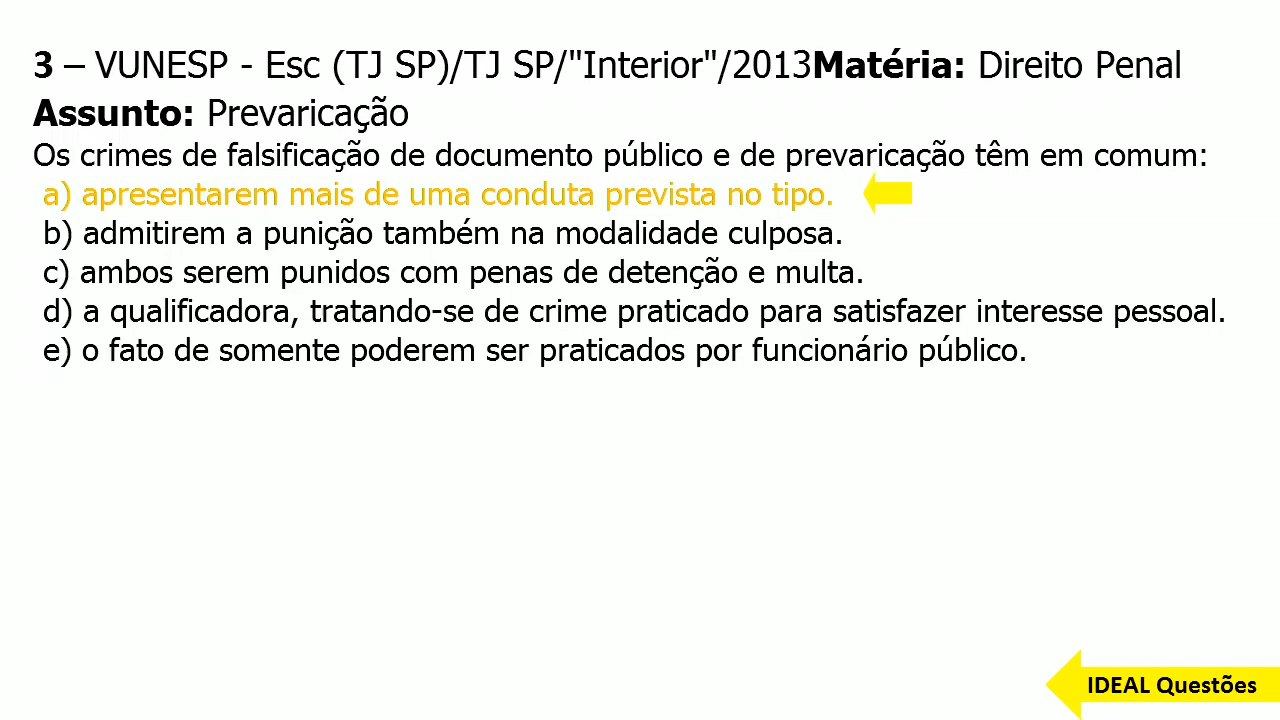 3 – VUNESP - Esc (TJ SP)/TJ SP/"Interior"/2013Matéria: Direito Penal
Assunto: Prevaricação
Os crimes de falsificação de documento público e de prevaricação têm em comum:
a) apresentarem mais de uma conduta prevista no tipo.
b) admitirem a punição também na modalidade culposa.
c) ambos serem punidos com penas de detenção e multa.
d) a qualificadora, tratando-se de crime praticado para satisfazer interesse pessoal.
e) o fato de somente poderem ser praticados por funcionário público.
IDEAL Questões